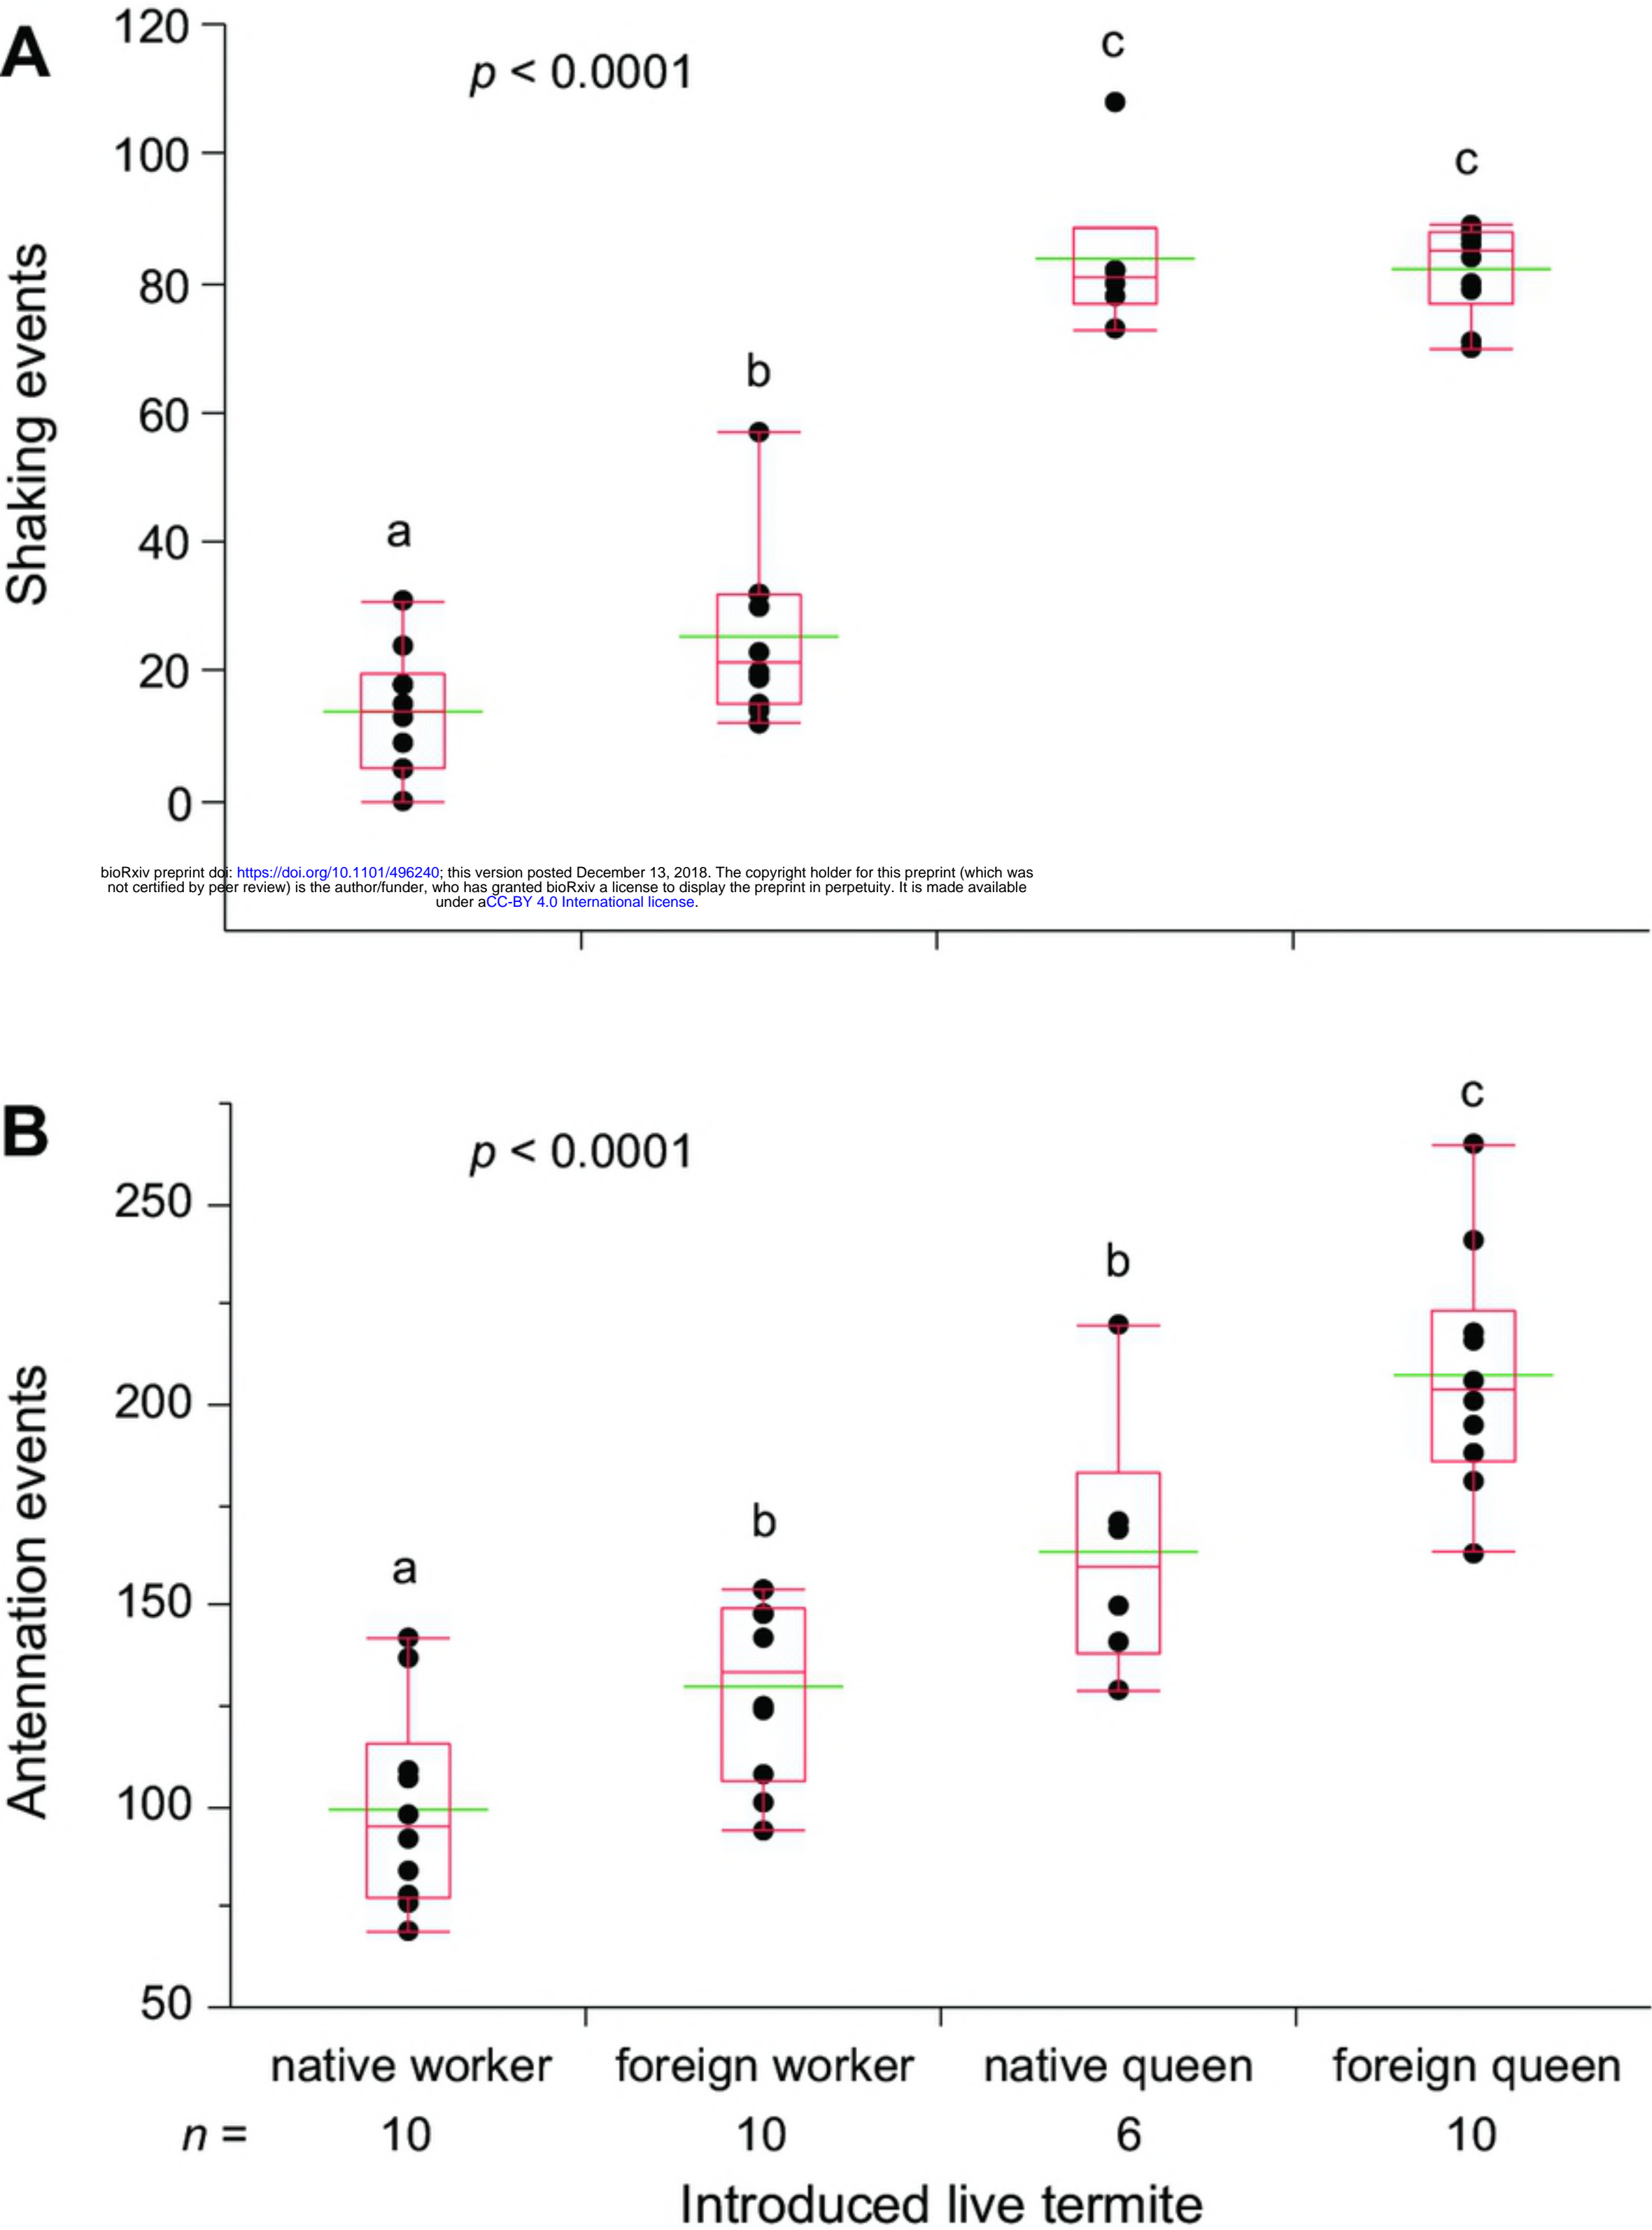 A
p < 0.0001
Shaking events
120
100
80
60
40
20
0
a
b
c
c
bioRxiv preprint doi: https://doi.org/10.1101/496240; this version posted December 13, 2018. The copyright holder for this preprint (which was
not certified by peer review) is the author/funder, who has granted bioRxiv a license to display the preprint in perpetuity. It is made available
under aCC-BY 4.0 International license.
B
p < 0.0001
Antennation events
250
200
150
100
50
a
b
b
c
native worker foreign worker native queen foreign queen
n = 10 10 6 10
Introduced live termite